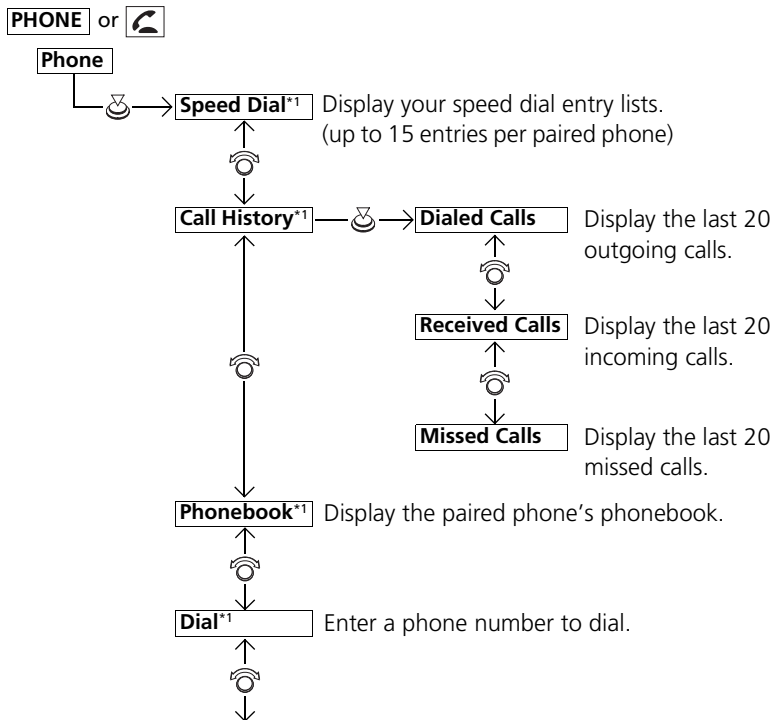 PHONE or
Phone
Speed Dial*1 Display your speed dial entry lists.
(up to 15 entries per paired phone)
Call History*1 Dialed Calls Display the last 20
outgoing calls.
Received Calls Display the last 20
incoming calls.
Missed Calls Display the last 20
missed calls.
Phonebook*1 Display the paired phone's phonebook.
Dial*1 Enter a phone number to dial.